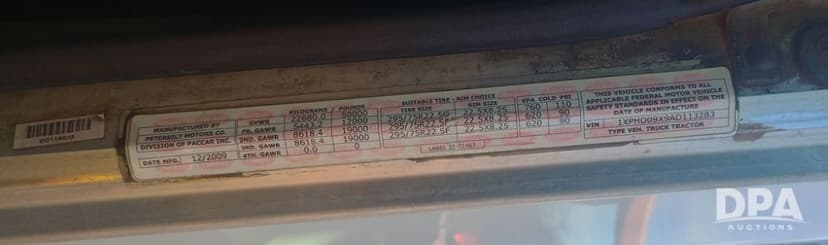 KILOGRAMS / POUNDS
GVWR 22680.0 50000
FR. GAWR 5443.2 12000
2ND. GAWR 8618.4 19000
3RD. GAWR 8618.4 19000
4TH. GAWR 0.0 0
MANUFACTURED BY
PETERBILT MOTORS CO.
DIVISION OF PACCAR INC.
DATE MFG. 12/2009
SUITABLE TIRE - RIM CHOICE
TIRE SIZE RIM SIZE KPA COLD PSI
295/75R22.5G 22.5X8.25 760 110
295/75R22.5F 22.5X8.25 620 90
295/75R22.5F 22.5X8.25 620 90
THIS VEHICLE CONFORMS TO ALL
APPLICABLE FEDERAL MOTOR VEHICLE
SAFETY STANDARDS IN EFFECT ON THE
DATE OF MANUFACTURE
VIN 1XPHD09X9AD113283
TYPE VEH. TRUCK TRACTOR
DPA
AUCTIONS